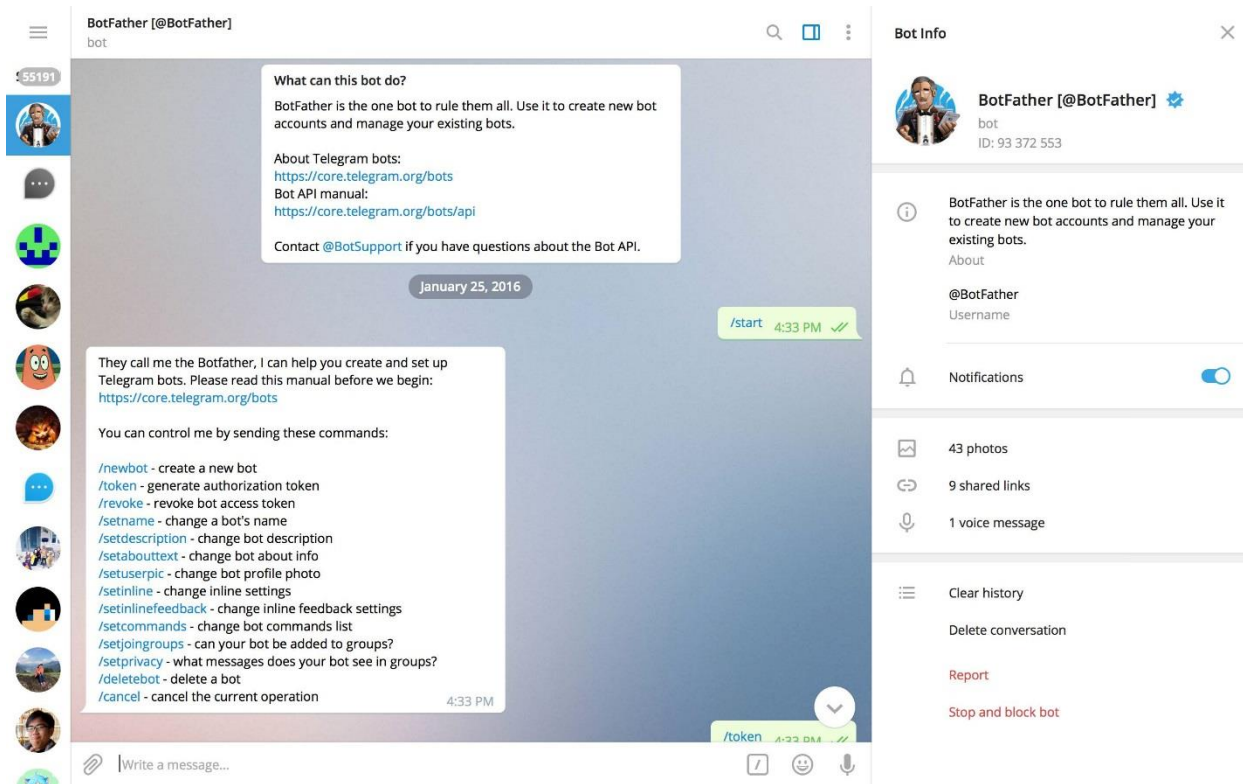 BotFather [@BotFather]
bot
55191
What can this bot do?
BotFather is the one bot to rule them all. Use it to create new bot
accounts and manage your existing bots.
About Telegram bots:
https://core.telegram.org/bots
Bot API manual:
https://core.telegram.org/bots/api
Contact @BotSupport if you have questions about the Bot API.
January 25, 2016
/start 4:33 PM
They call me the Botfather, I can help you create and set up
Telegram bots. Please read this manual before we begin:
https://core.telegram.org/bots
You can control me by sending these commands:
/newbot - create a new bot
/token - generate authorization token
/revoke - revoke bot access token
/setname - change a bot's name
/setdescription - change bot description
/setabouttext - change bot about info
/setuserpic - change bot profile photo
/setinline - change inline settings
/setinlinefeedback - change inline feedback settings
/setcommands - change bot commands list
/setjoingroups - can your bot be added to groups?
/setprivacy - what messages does your bot see in groups?
/deletebot - delete a bot
/cancel - cancel the current operation
4:33 PM
/token 4:33 PM
Write a message...
Bot Info
BotFather [@BotFather]
bot
ID: 93 372 553
BotFather is the one bot to rule them all. Use it
to create new bot accounts and manage your
existing bots.
About
@BotFather
Username
Notifications
43 photos
9 shared links
1 voice message
Clear history
Delete conversation
Report
Stop and block bot